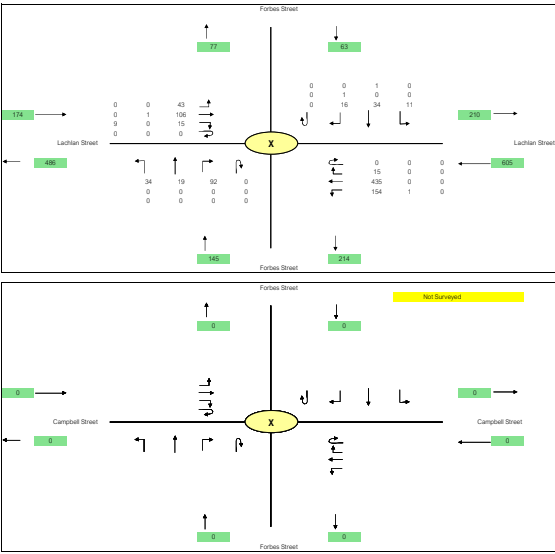 Forbes Street
77 63
0 0 1 0
0 1 0 0
0 0 43 0 16 34 11
174 0 1 106 210
9 0 15
0 0 0
Lachlan Street X Lachlan Street
486 0 0 0 605
15 0 0
34 19 92 0 435 0 0
0 0 0 0 154 1 0
0 0 0 0
145 214
Forbes Street
Forbes Street
Not Surveyed
0 0
0 0
Campbell Street X Campbell Street
0 0
0 0
Forbes Street